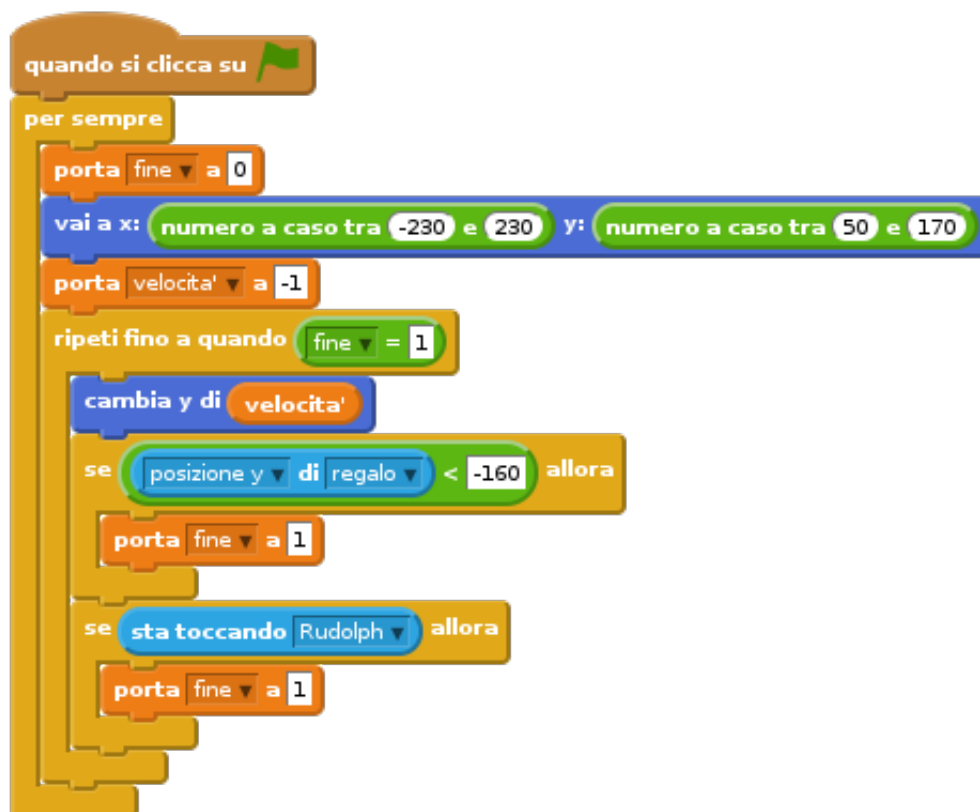 quando si clicca su
per sempre
porta fine a 0
vai a x: numero a caso tra -230 e 230 y: numero a caso tra 50 e 170
porta velocita' a -1
ripeti fino a quando fine = 1
cambia y di velocita'
se posizione y di regalo < -160 allora
porta fine a 1
se sta toccando Rudolph allora
porta fine a 1